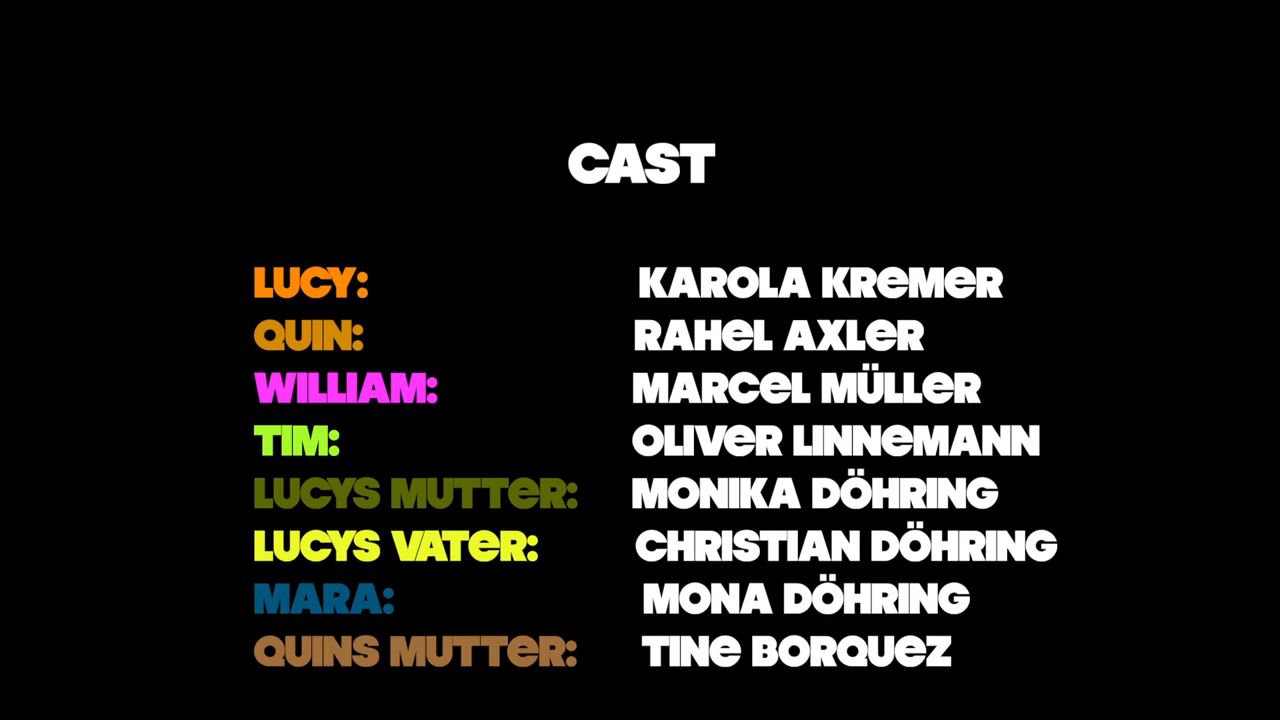 CAST
LUCY: KAROLA KReMeR
QUIN: RAHeL AXLeR
WILLIAM: MARCeL MÜLLeR
TIM: OLIVeR LINNeMANN
LUCYS MUTTeR: MONIKA DÖHRING
LUCYS VATeR: CHRISTIAN DÖHRING
MARA: MONA DÖHRING
QUINS MUTTeR: TINe BORQUeZ